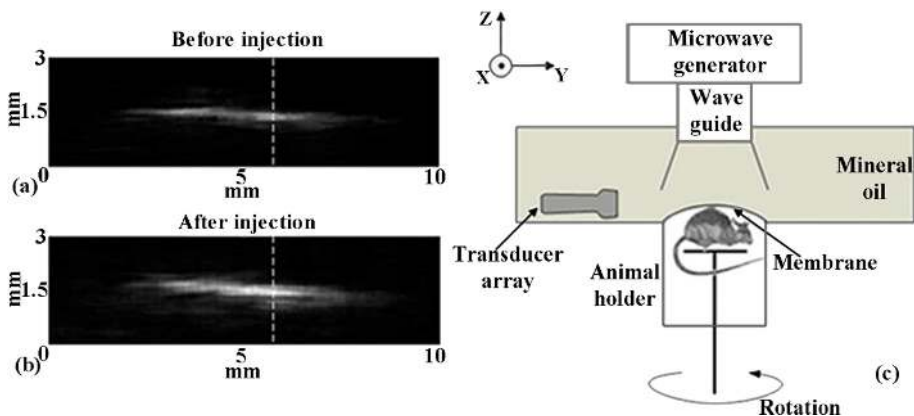 Before injection
3
mm
1.5
0
5
10
mm
(a)
After injection
3
mm
1.5
0
5
10
mm
(b)
Z
X
Y
Microwave
generator
Wave
guide
Mineral
oil
Transducer
array
Animal
holder
Membrane
Rotation
(c)